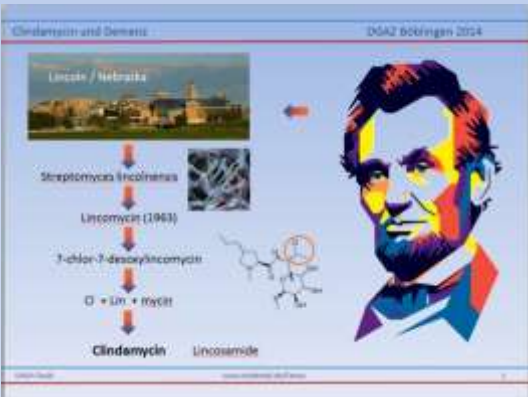 Clindamycin und Demenz
DGAZ Böblingen 2014
Lincoln / Nebraska
Streptomyces lincolnensis
Lincomycin (1963)
7-chlor-7-desoxylincomycin
Cl + Lin + mycin
Clindamycin Lincosamide